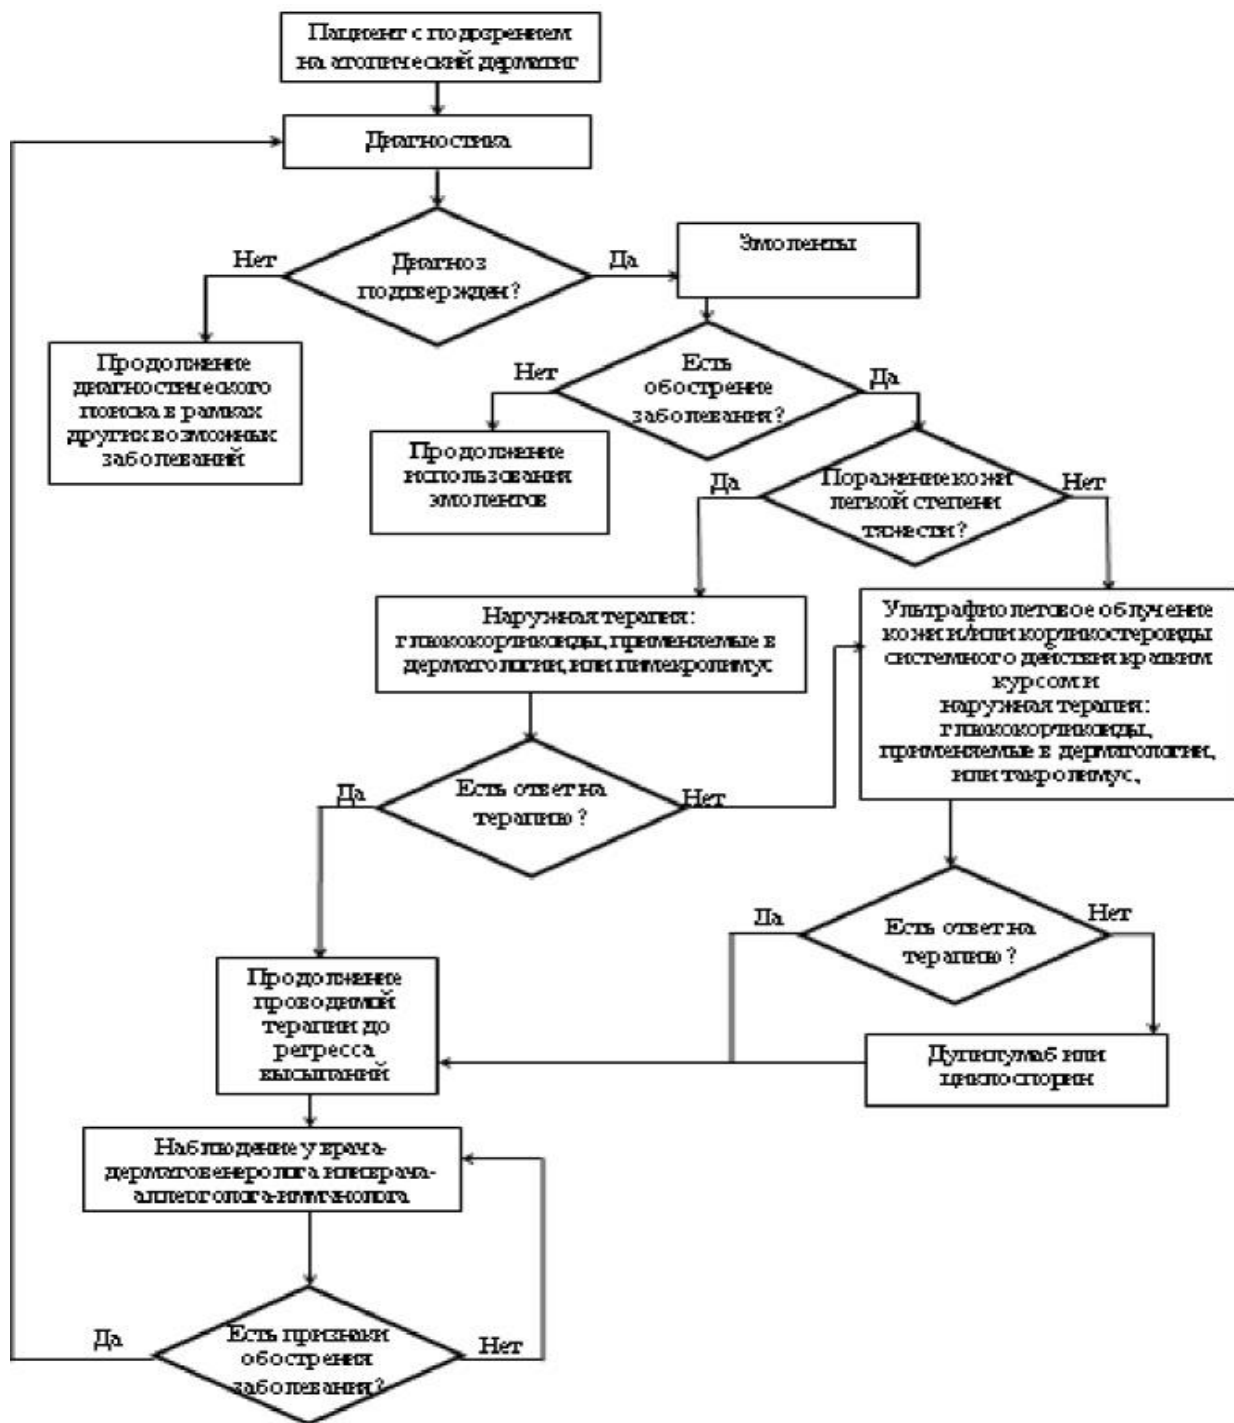 Пациент с подозрением
на атопический дерматит
Диагностика
Диагноз
подтвержден?
Нет
Да
Эмоленты
Продолжение
диагностического
поиска в рамках
других возможных
заболеваний
Есть
обострение
заболевания?
Нет
Да
Продолжение
использования
эмолентов
Поражение кожи
легкой степени
тяжести?
Да
Нет
Наружная терапия:
глюкокортикоиды, применяемые в
дерматологии, или пимекролимус
Ультрафиолетовое облучение
кожи и/или кортикостероиды
системного действия кратким
курсом и
наружная терапия:
глюкокортикоиды,
применяемые в дерматологии,
или такролимус,
Есть ответ на
терапию?
Да
Нет
Есть ответ на
терапию?
Да
Нет
Продолжение
проводимой
терапии до
регресса
высыпаний
Дупилумаб или
циклоспорин
Наблюдение у врача-
дерматовенеролога или врача-
аллерголога-иммунолога
Есть признаки
обострения
заболевания?
Да
Нет